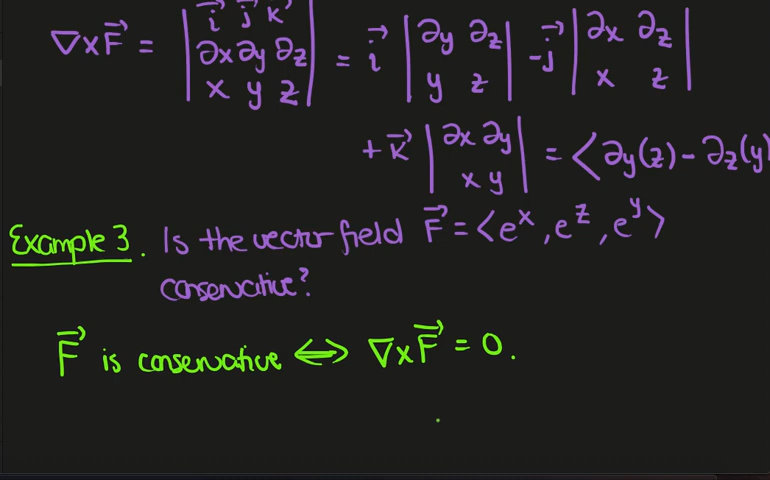 ∇×F⃗ = | i⃗ j⃗ k⃗ ; ∂x ∂y ∂z ; x y z | = i⃗ | ∂y ∂z ; y z | - j⃗ | ∂x ∂z ; x z |
+ k⃗ | ∂x ∂y ; x y | = ⟨∂y(z) - ∂z(y)
Example 3. Is the vector field F⃗ = ⟨e^x, e^z, e^y⟩
conservative?
F⃗ is conservative ⟺ ∇×F⃗ = 0.